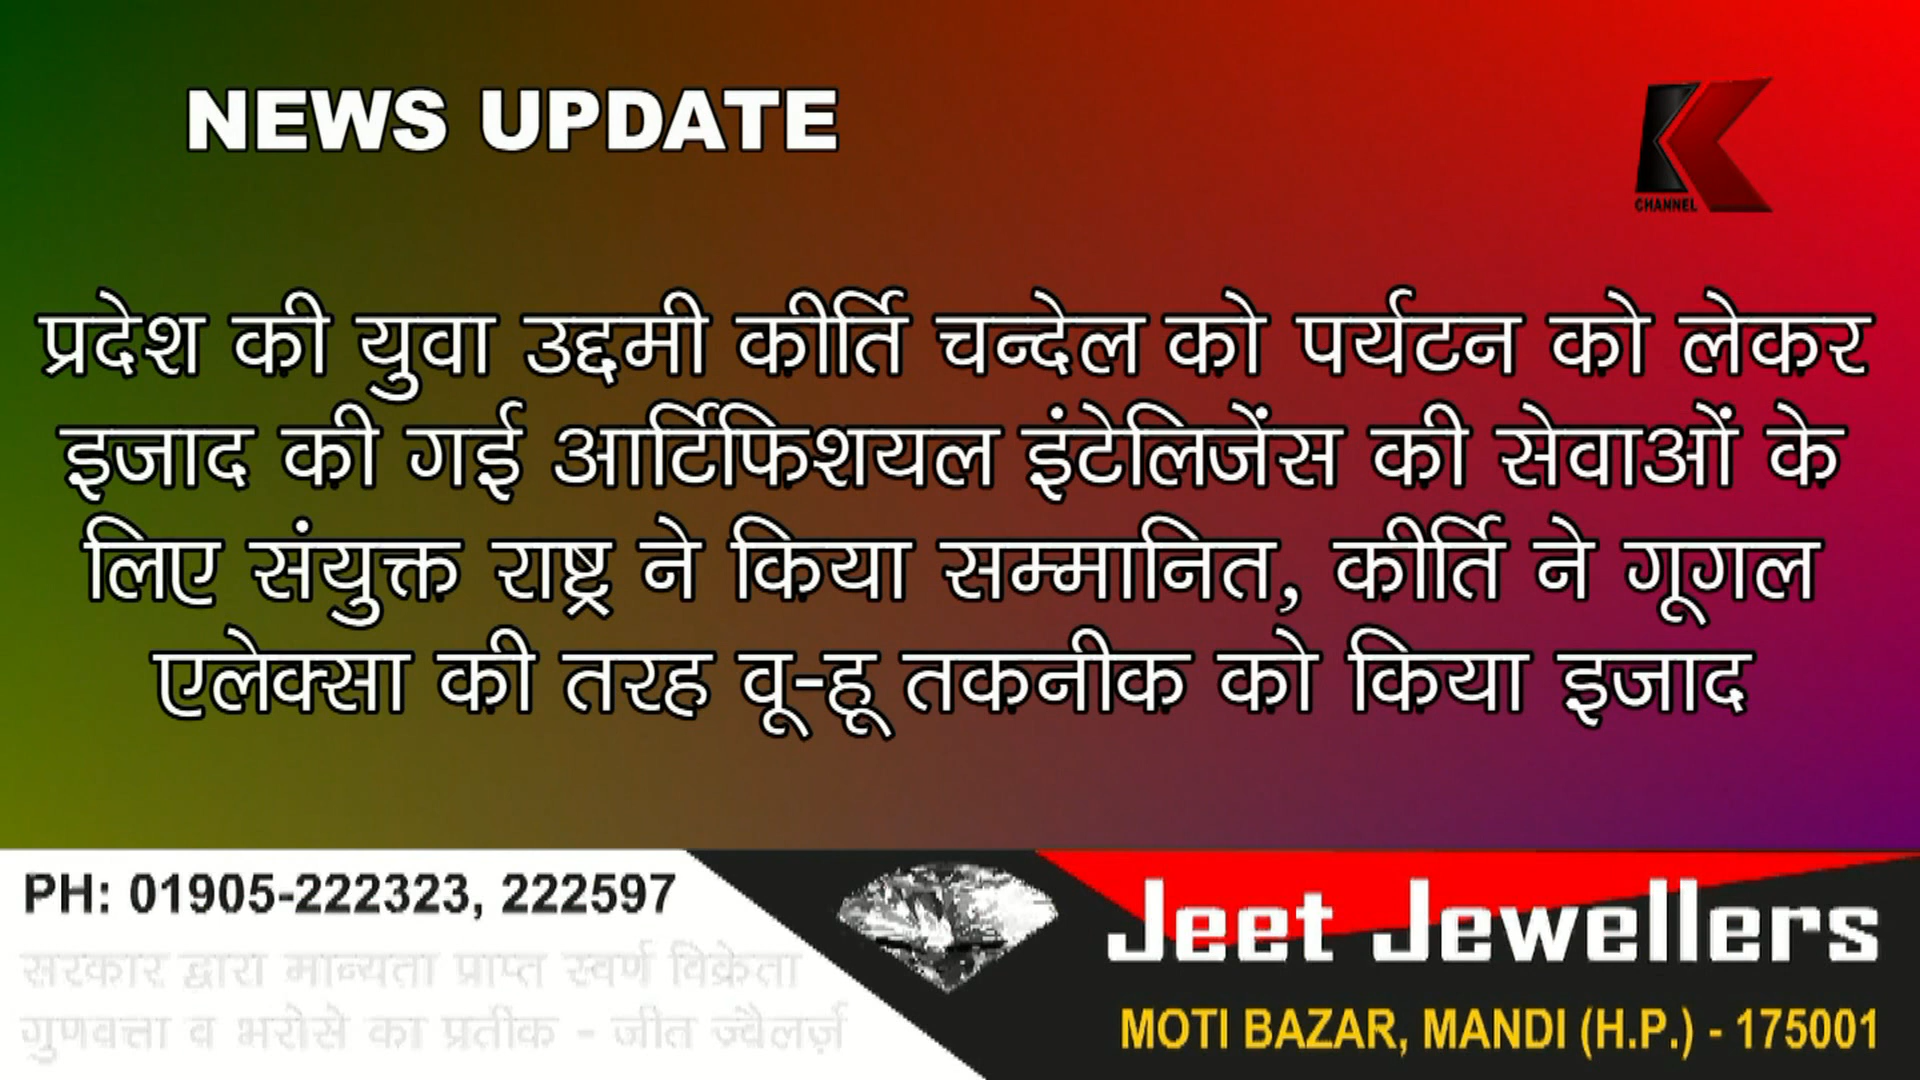 NEWS UPDATE
CHANNEL
प्रदेश की युवा उद्दमी कीर्ति चन्देल को पर्यटन को लेकर
इजाद की गई आर्टिफिशयल इंटेलिजेंस की सेवाओं के
लिए संयुक्त राष्ट्र ने किया सम्मानित, कीर्ति ने गूगल
एलेक्सा की तरह वू-हू तकनीक को किया इजाद
PH: 01905-222323, 222597
सरकार द्वारा मान्यता प्राप्त स्वर्ण विक्रेता
गुणवत्ता व भरोसे का प्रतीक - जीत ज्वैलर्ज़
Jeet Jewellers
MOTI BAZAR, MANDI (H.P.) - 175001